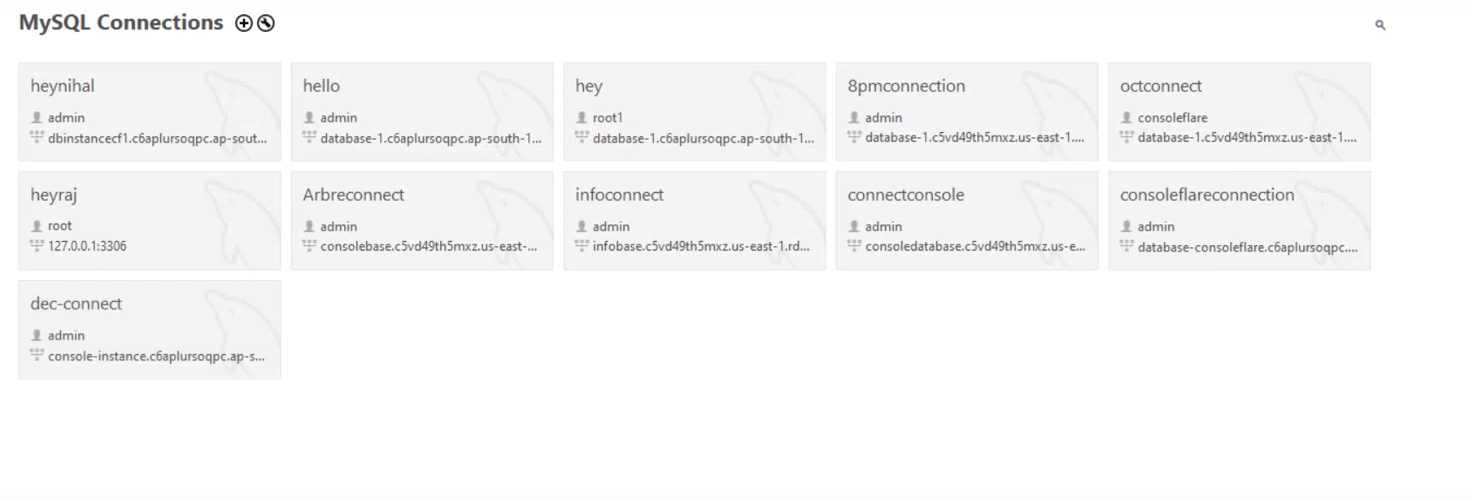 MySQL Connections
heynihal
admin
dbinstancecf1.c6aplursoqpc.ap-sout...
hello
admin
database-1.c6aplursoqpc.ap-south-1...
hey
root1
database-1.c6aplursoqpc.ap-south-1...
8pmconnection
admin
database-1.c5vd49th5mxz.us-east-1....
octconnect
consoleflare
database-1.c5vd49th5mxz.us-east-1....
heyraj
root
127.0.0.1:3306
Arbreconnect
admin
consolebase.c5vd49th5mxz.us-east-...
infoconnect
admin
infobase.c5vd49th5mxz.us-east-1.rd...
connectconsole
admin
consoledatabase.c5vd49th5mxz.us-e...
consoleflareconnection
admin
database-consoleflare.c6aplursoqpc....
dec-connect
admin
console-instance.c6aplursoqpc.ap-s...